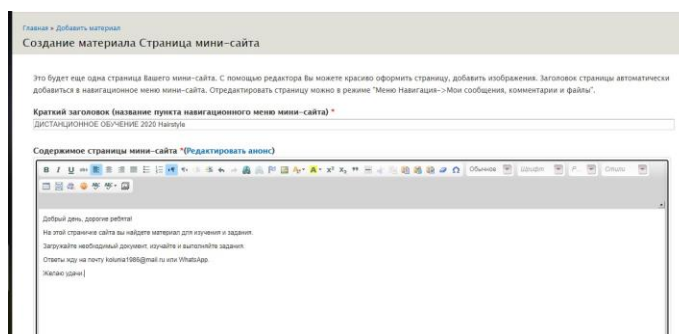 Главная » Добавить материал
Создание материала Страница мини-сайта
Это будет еще одна страница Вашего мини-сайта. С помощью редактора Вы можете красиво оформить страницу, добавить изображения. Заголовок страницы автоматически
добавиться в навигационное меню мини-сайта. Отредактировать страницу можно в режиме "Меню Навигация->Мои сообщения, комментарии и файлы".
Краткий заголовок (название пункта навигационного меню мини-сайта) *
ДИСТАНЦИОННОЕ ОБУЧЕНИЕ 2020 Hairstyle
Содержимое страницы мини-сайта *(Редактировать анонс)
B I U Обычное Шрифт Р... Стили
Добрый день, дорогие ребята!
На этой страничке сайта вы найдете материал для изучения и задания.
Загружайте необходимый документ, изучайте и выполняйте задания.
Ответы жду на почту kolunia1986@mail.ru или WhatsApp.
Желаю удачи.